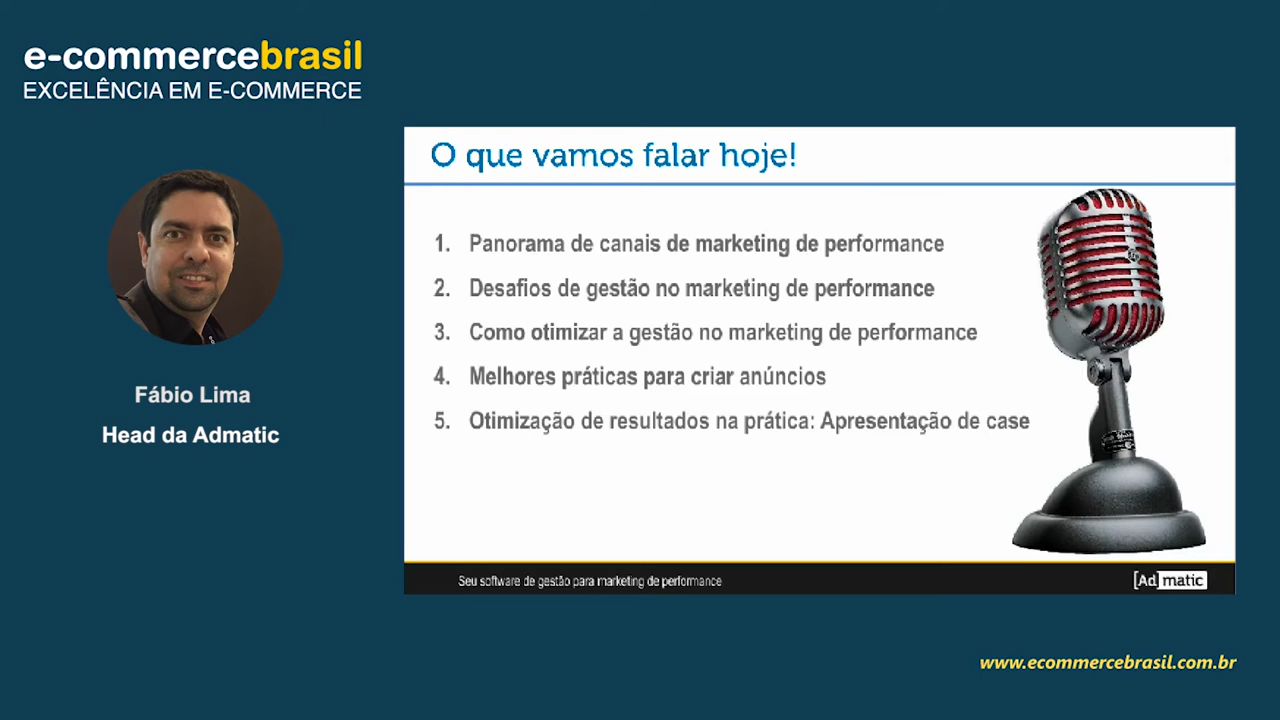 e-commercebrasil
EXCELÊNCIA EM E-COMMERCE
Fábio Lima
Head da Admatic
O que vamos falar hoje!
1. Panorama de canais de marketing de performance
2. Desafios de gestão no marketing de performance
3. Como otimizar a gestão no marketing de performance
4. Melhores práticas para criar anúncios
5. Otimização de resultados na prática: Apresentação de case
Seu software de gestão para marketing de performance
[Ad]matic
www.ecommercebrasil.com.br